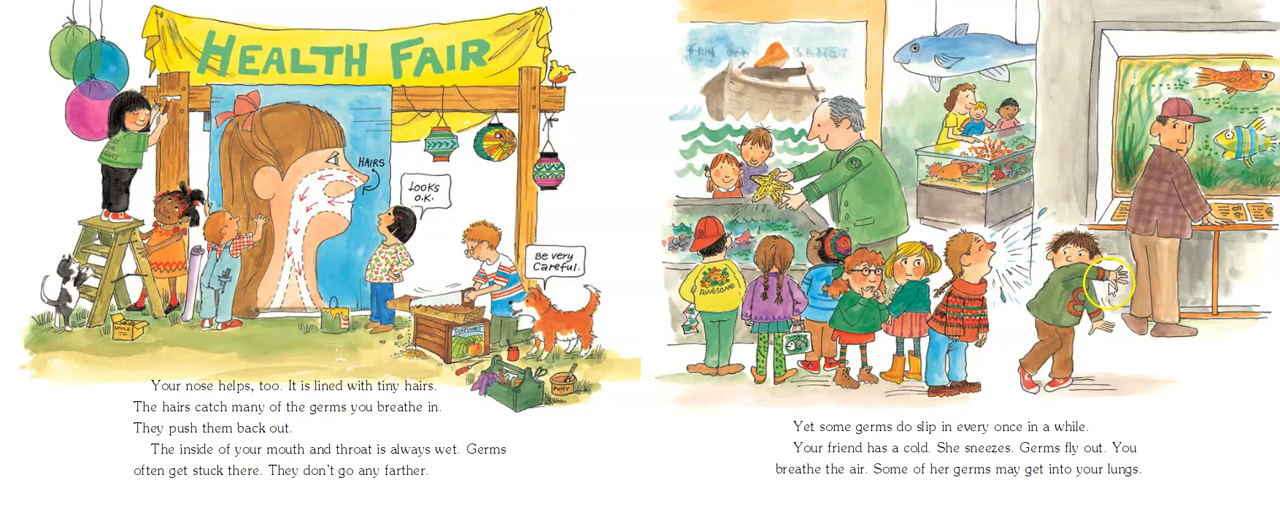 HEALTH FAIR
HAIRS
Looks
O.K.
Be very
Careful.
NAILS
Your nose helps, too. It is lined with tiny hairs.
The hairs catch many of the germs you breathe in.
They push them back out.
The inside of your mouth and throat is always wet. Germs
often get stuck there. They don't go any farther.
AWESOME
Yet some germs do slip in every once in a while.
Your friend has a cold. She sneezes. Germs fly out. You
breathe the air. Some of her germs may get into your lungs.